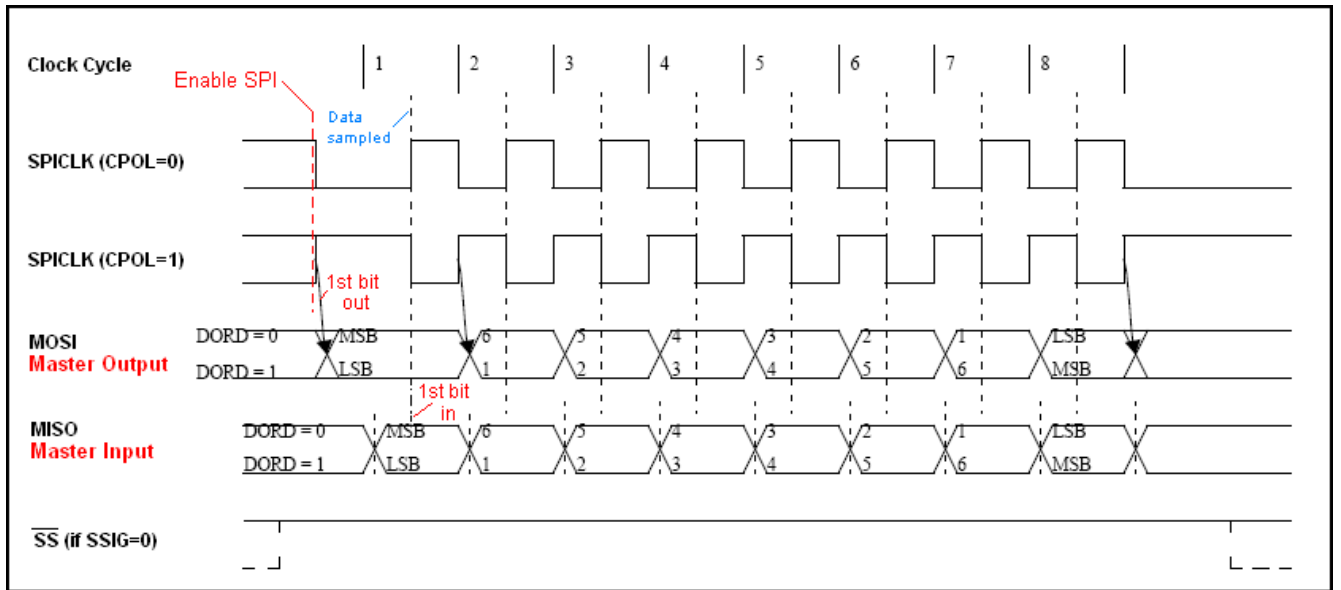 Clock Cycle 1 2 3 4 5 6 7 8
Enable SPI
Data
sampled
SPICLK (CPOL=0)
SPICLK (CPOL=1)
1st bit
out
MOSI
Master Output
DORD = 0 MSB 6 5 4 3 2 1 LSB
DORD = 1 LSB 1 2 3 4 5 6 MSB
1st bit
in
MISO
Master Input
DORD = 0 MSB 6 5 4 3 2 1 LSB
DORD = 1 LSB 1 2 3 4 5 6 MSB
SS (if SSIG=0)